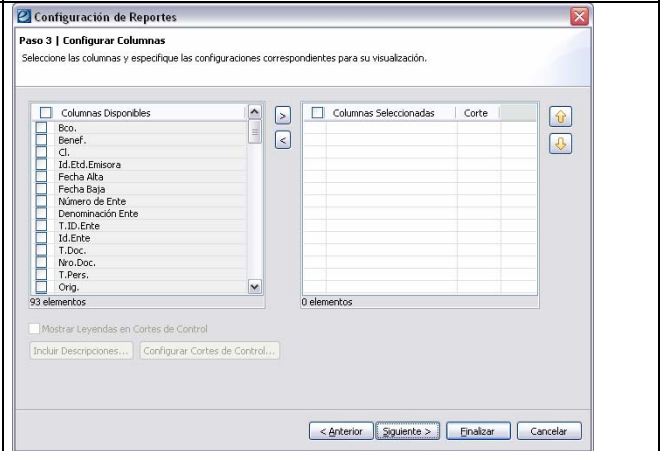 Configuración de Reportes
Paso 3 | Configurar Columnas
Seleccione las columnas y especifique las configuraciones correspondientes para su visualización.
Columnas Disponibles
Bco.
Benef.
Cl.
Id.Etd.Emisora
Fecha Alta
Fecha Baja
Número de Ente
Denominación Ente
T.ID.Ente
Id.Ente
T.Doc.
Nro.Doc.
T.Pers.
Orig.
93 elementos
>
<
Columnas Seleccionadas Corte
0 elementos
Mostrar Leyendas en Cortes de Control
Incluir Descripciones... Configurar Cortes de Control...
< Anterior Siguiente > Finalizar Cancelar